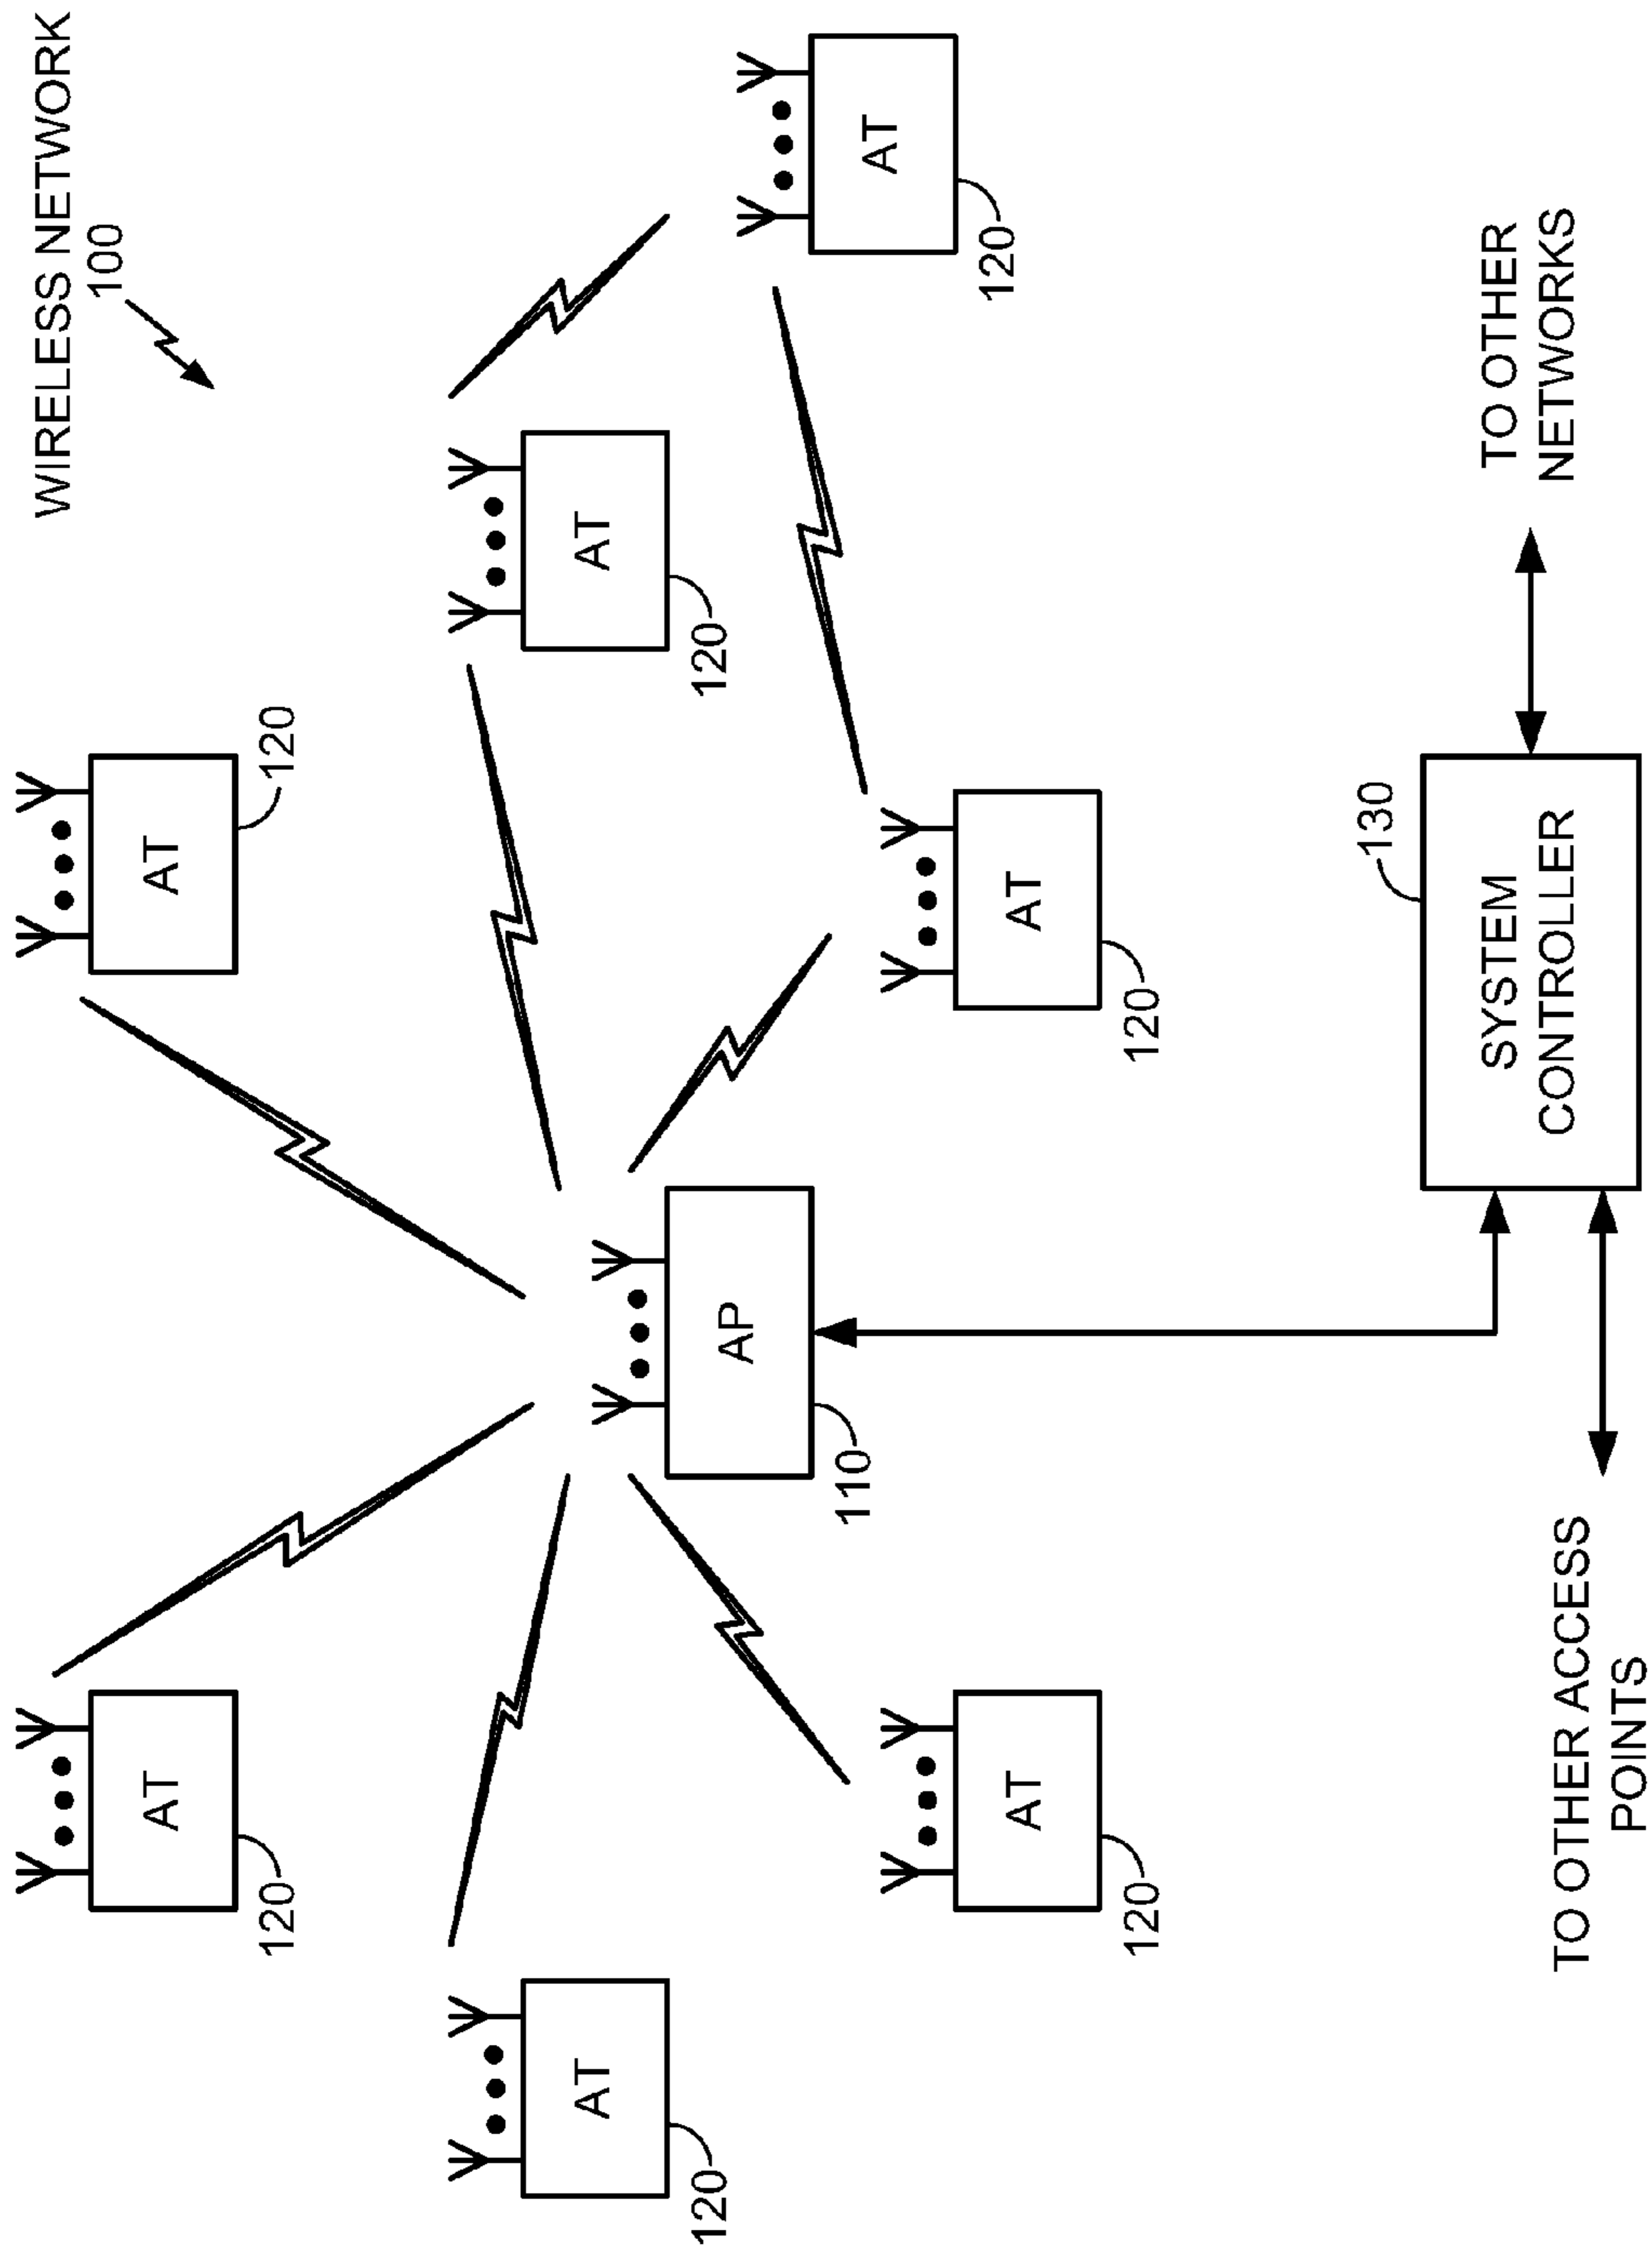 WIRELESS NETWORK
100
AT
120
AT
120
AT
120
AT
120
AT
120
AP
110
AT
120
AT
120
130
SYSTEM
CONTROLLER
TO OTHER
NETWORKS
TO OTHER ACCESS
POINTS